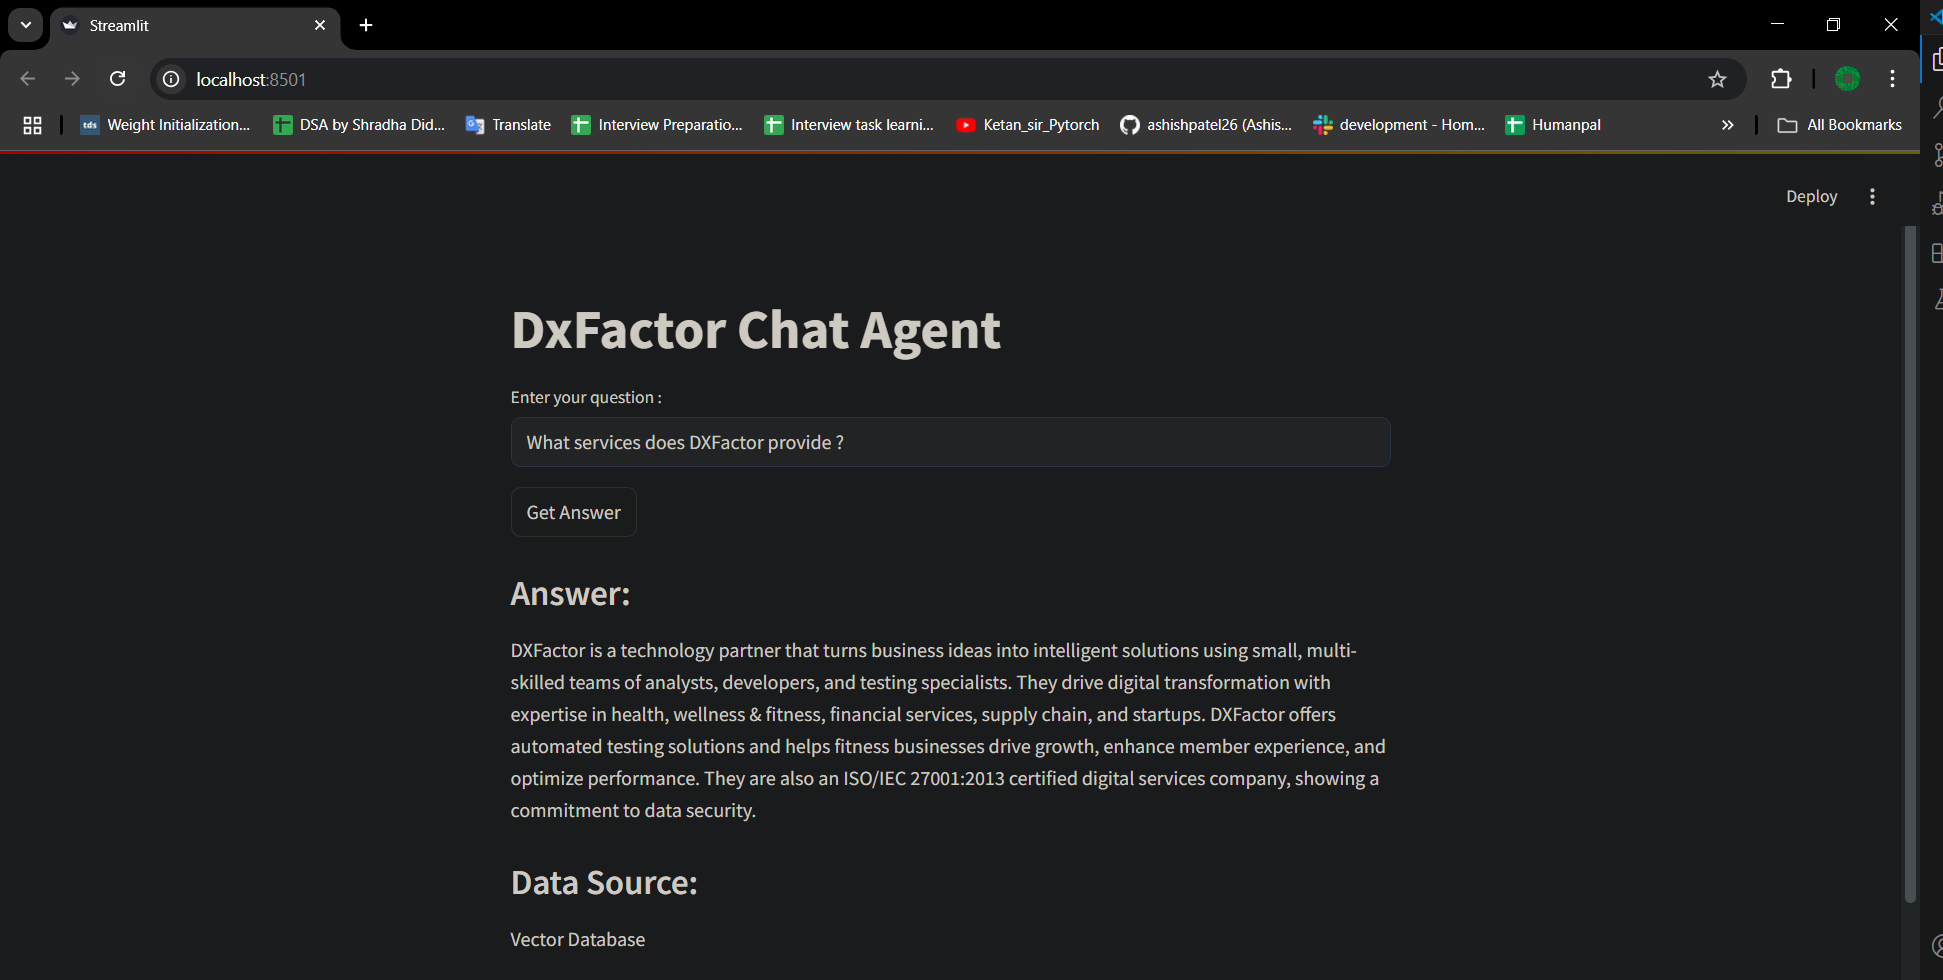 Streamlit
localhost:8501
Weight Initialization...
DSA by Shradha Did...
Translate
Interview Preparatio...
Interview task learni...
Ketan_sir_Pytorch
ashishpatel26 (Ashis...
development - Hom...
Humanpal
All Bookmarks
Deploy
DxFactor Chat Agent
Enter your question :
What services does DXFactor provide ?
Get Answer
Answer:
DXFactor is a technology partner that turns business ideas into intelligent solutions using small, multi-
skilled teams of analysts, developers, and testing specialists. They drive digital transformation with
expertise in health, wellness & fitness, financial services, supply chain, and startups. DXFactor offers
automated testing solutions and helps fitness businesses drive growth, enhance member experience, and
optimize performance. They are also an ISO/IEC 27001:2013 certified digital services company, showing a
commitment to data security.
Data Source:
Vector Database